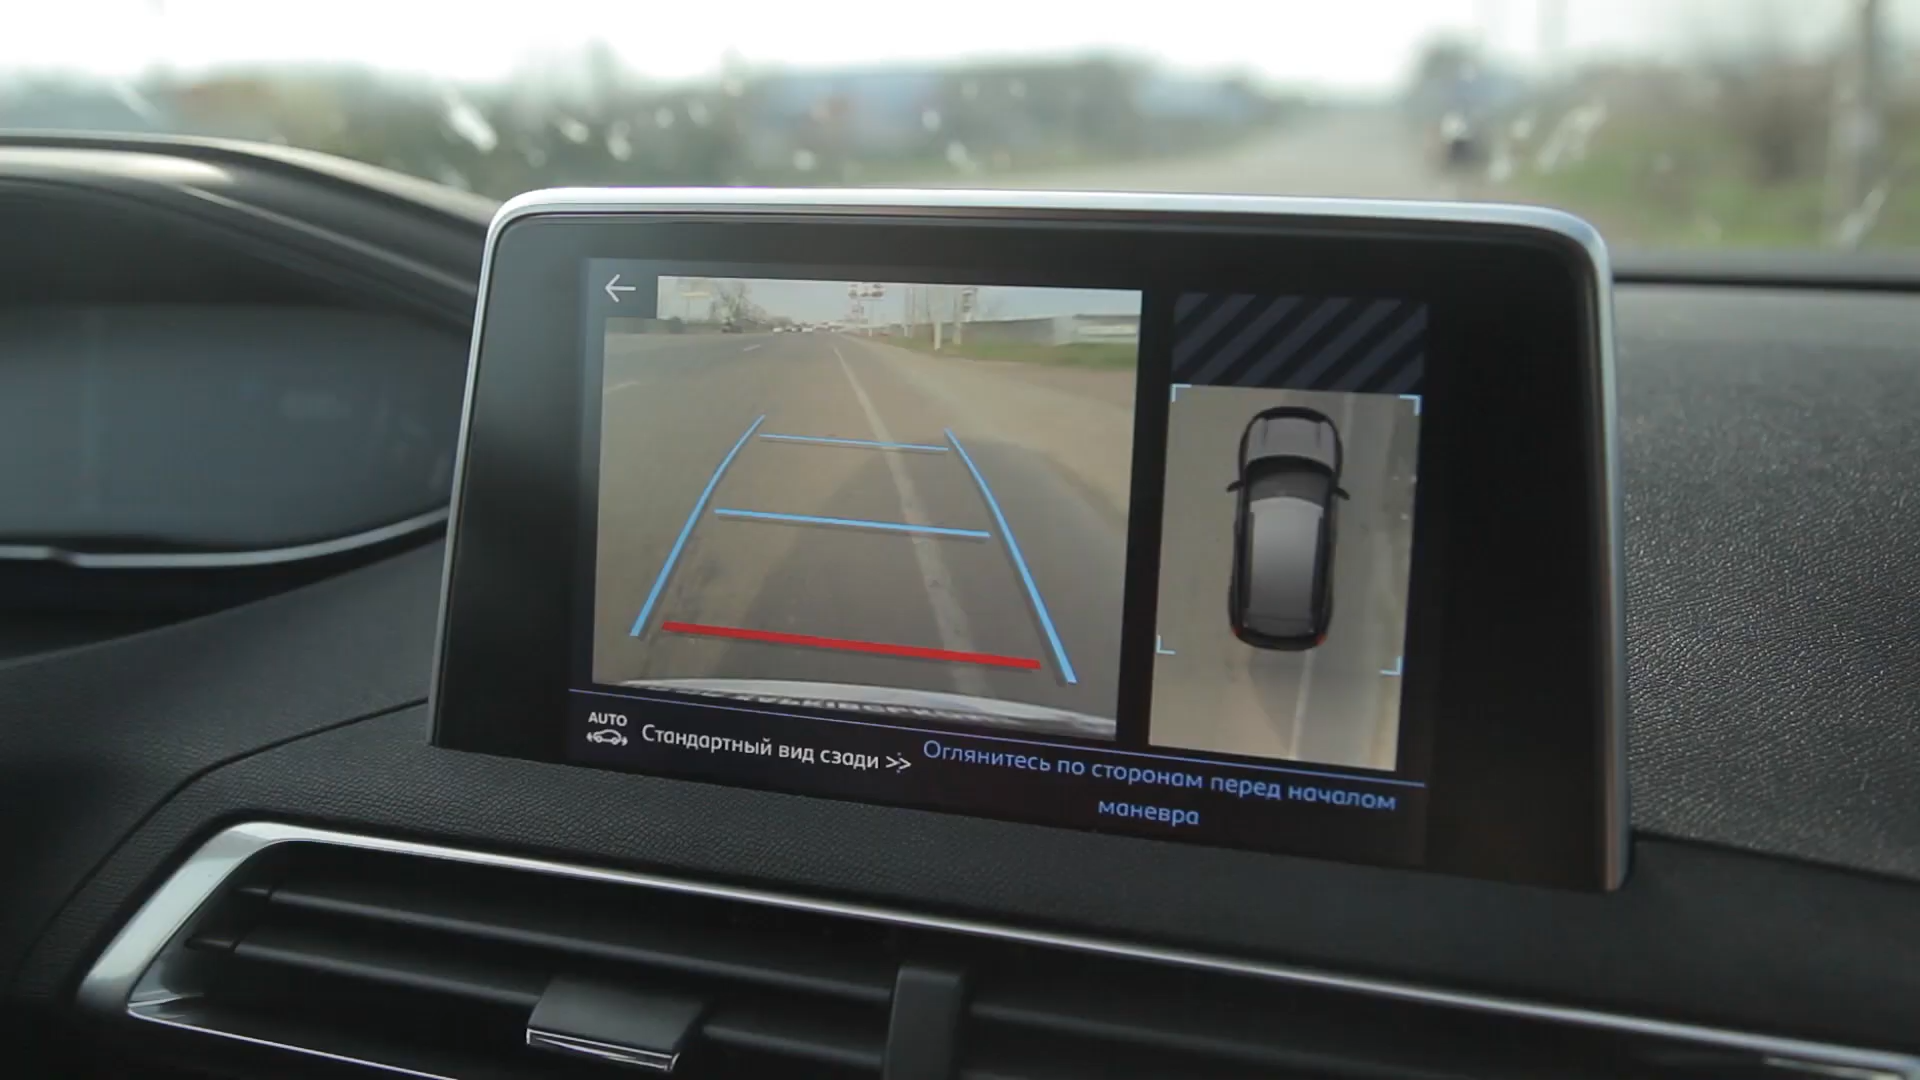 AUTO
Стандартный вид сзади >>
Оглянитесь по сторонам перед началом
маневра